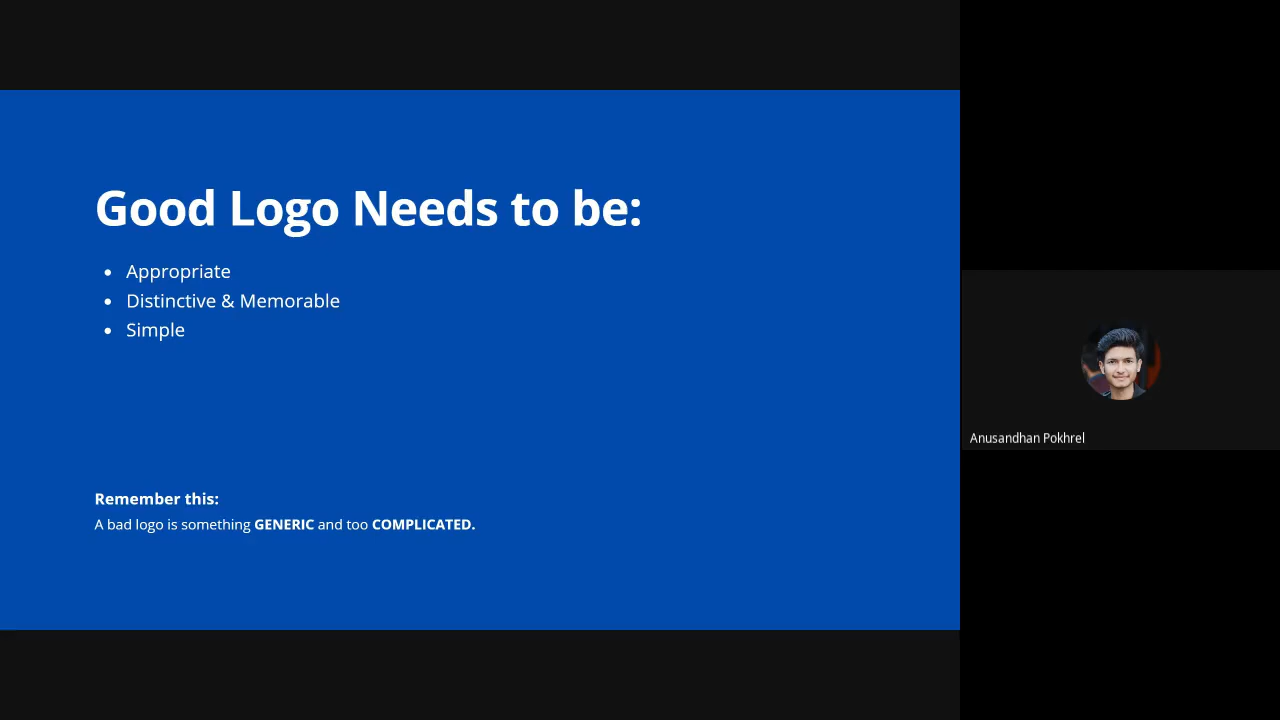 Good Logo Needs to be:
• Appropriate
• Distinctive & Memorable
• Simple
Remember this:
A bad logo is something GENERIC and too COMPLICATED.
Anusandhan Pokhrel